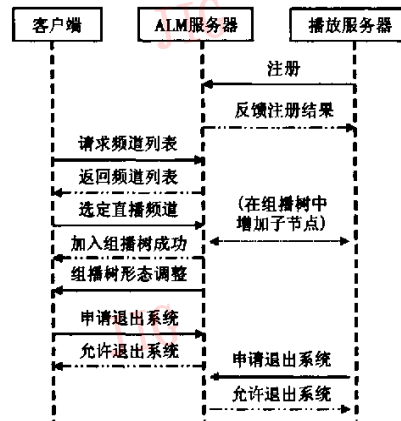 客户端
ALM服务器
播放服务器
注册
反馈注册结果
请求频道列表
返回频道列表
选定直播频道
(在组播树中
增加子节点)
加入组播树成功
组播树形态调整
申请退出系统
允许退出系统
申请退出系统
允许退出系统
JIG
JIG